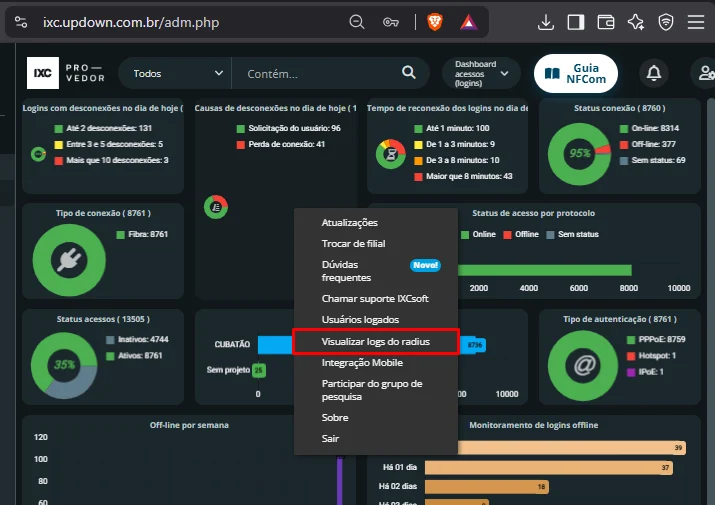 ixc.updown.com.br/adm.php
IXC PRO—VEDOR
Todos
Contém....
Dashboard acessos (logins)
Guia NFCom
Logins com desconexões no dia de hoje (
Até 2 desconexões: 131
Entre 3 e 5 desconexões: 5
Mais que 10 desconexões: 3
Causas de desconexões no dia de hoje ( 1
Solicitação do usuário: 96
Perda de conexão: 41
Tempo de reconexão dos logins no dia de
Até 1 minuto: 100
De 1 a 3 minutos: 9
De 3 a 8 minutos: 10
Maior que 8 minutos: 43
Status conexão ( 8760 )
95%
On-line: 8314
Off-line: 377
Sem status: 69
Tipo de conexão ( 8761 )
Fibra: 8761
Status de acesso por protocolo
Online
Offline
Sem status
2000
4000
6000
8000
10000
Atualizações
Trocar de filial
Dúvidas frequentes
Novo!
Chamar suporte IXCsoft
Usuários logados
Visualizar logs do radius
Integração Mobile
Participar do grupo de pesquisa
Sobre
Sair
Status acessos ( 13505 )
35%
Inativos: 4744
Ativos: 8761
CUBATÃO
8736
Sem projeto
25
0
10000
Tipo de autenticação ( 8761 )
PPPoE: 8759
Hotspot: 1
IPoE: 1
Off-line por semana
120
100
80
60
Monitoramento de logins offline
39
Há 01 dia
37
Há 02 dias
18